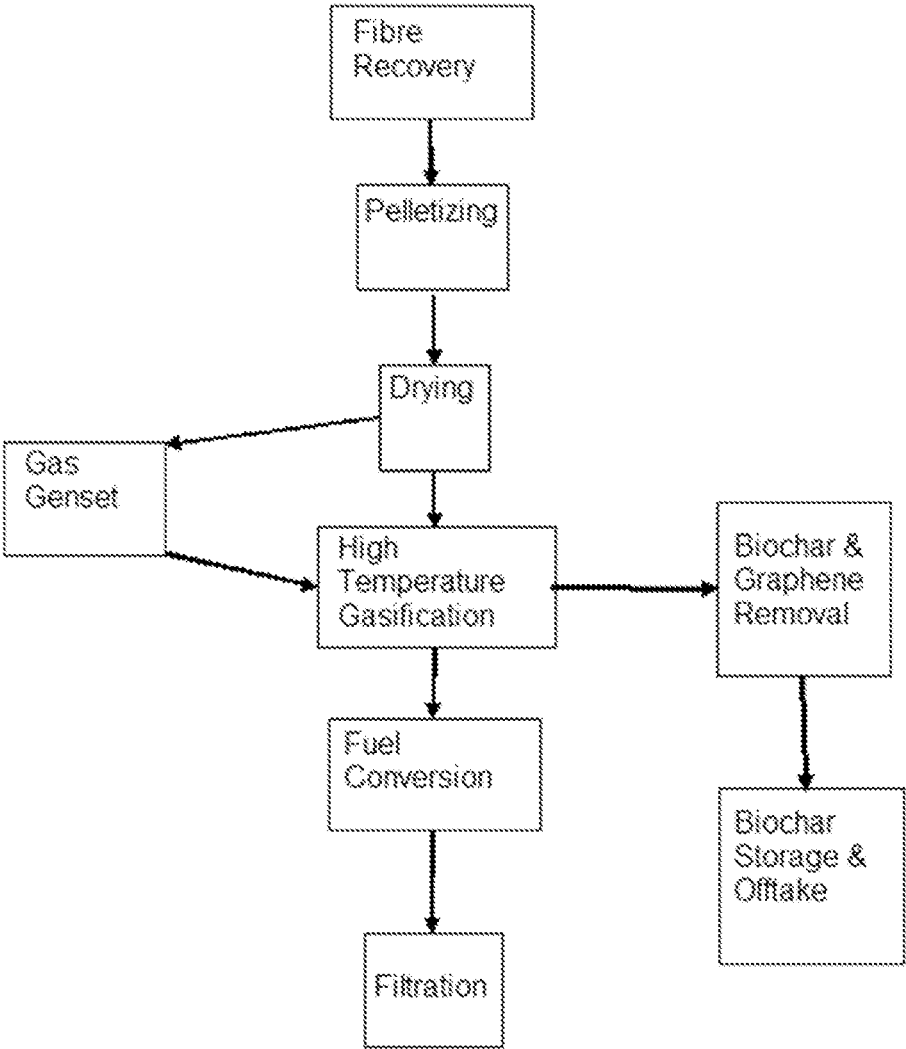 Fibre
Recovery
Pelletizing
Drying
Gas
Genset
High
Temperature
Gasification
Biochar &
Graphene
Removal
Fuel
Conversion
Biochar
Storage &
Offtake
Filtration